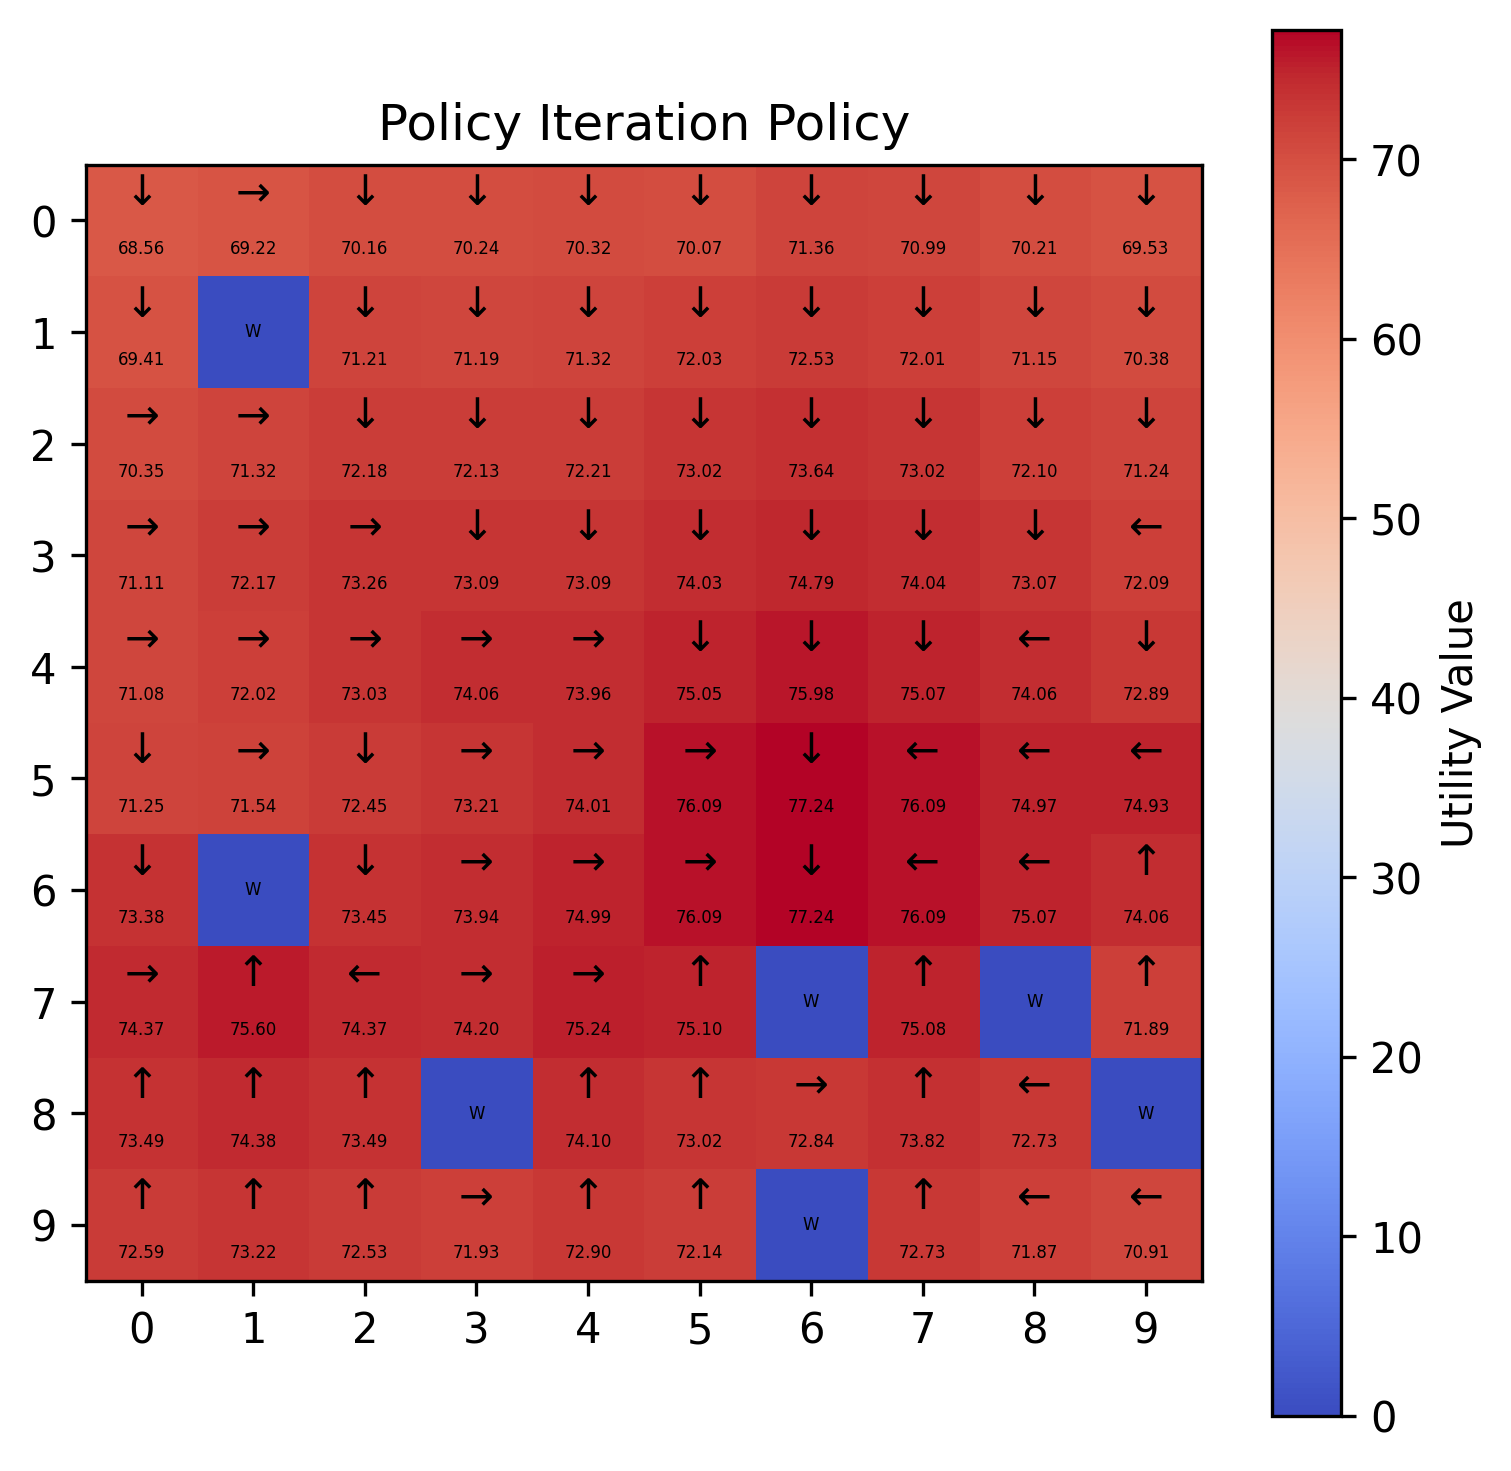 Policy Iteration Policy
↓ → ↓ ↓ ↓ ↓ ↓ ↓ ↓ ↓
0 68.56 69.22 70.16 70.24 70.32 70.07 71.36 70.99 70.21 69.53
↓ ↓ ↓ ↓ ↓ ↓ ↓ ↓ ↓
1 W
69.41 71.21 71.19 71.32 72.03 72.53 72.01 71.15 70.38
→ → ↓ ↓ ↓ ↓ ↓ ↓ ↓ ↓
2 70.35 71.32 72.18 72.13 72.21 73.02 73.64 73.02 72.10 71.24
→ → → ↓ ↓ ↓ ↓ ↓ ↓ ←
3 71.11 72.17 73.26 73.09 73.09 74.03 74.79 74.04 73.07 72.09
→ → → → → ↓ ↓ ↓ ← ↓
4 71.08 72.02 73.03 74.06 73.96 75.05 75.98 75.07 74.06 72.89
↓ → ↓ → → → ↓ ← ← ←
5 71.25 71.54 72.45 73.21 74.01 76.09 77.24 76.09 74.97 74.93
↓ ↓ → → → ↓ ← ← ↑
6 W
73.38 73.45 73.94 74.99 76.09 77.24 76.09 75.07 74.06
→ ↑ ← → → ↑ ↑ ↑
7 W W
74.37 75.60 74.37 74.20 75.24 75.10 75.08 71.89
↑ ↑ ↑ ↑ ↑ → ↑ ←
8 W W
73.49 74.38 73.49 74.10 73.02 72.84 73.82 72.73
↑ ↑ ↑ → ↑ ↑ ↑ ← ←
9 W
72.59 73.22 72.53 71.93 72.90 72.14 72.73 71.87 70.91
0 1 2 3 4 5 6 7 8 9
70
60
50
40
30
20
10
0
Utility Value